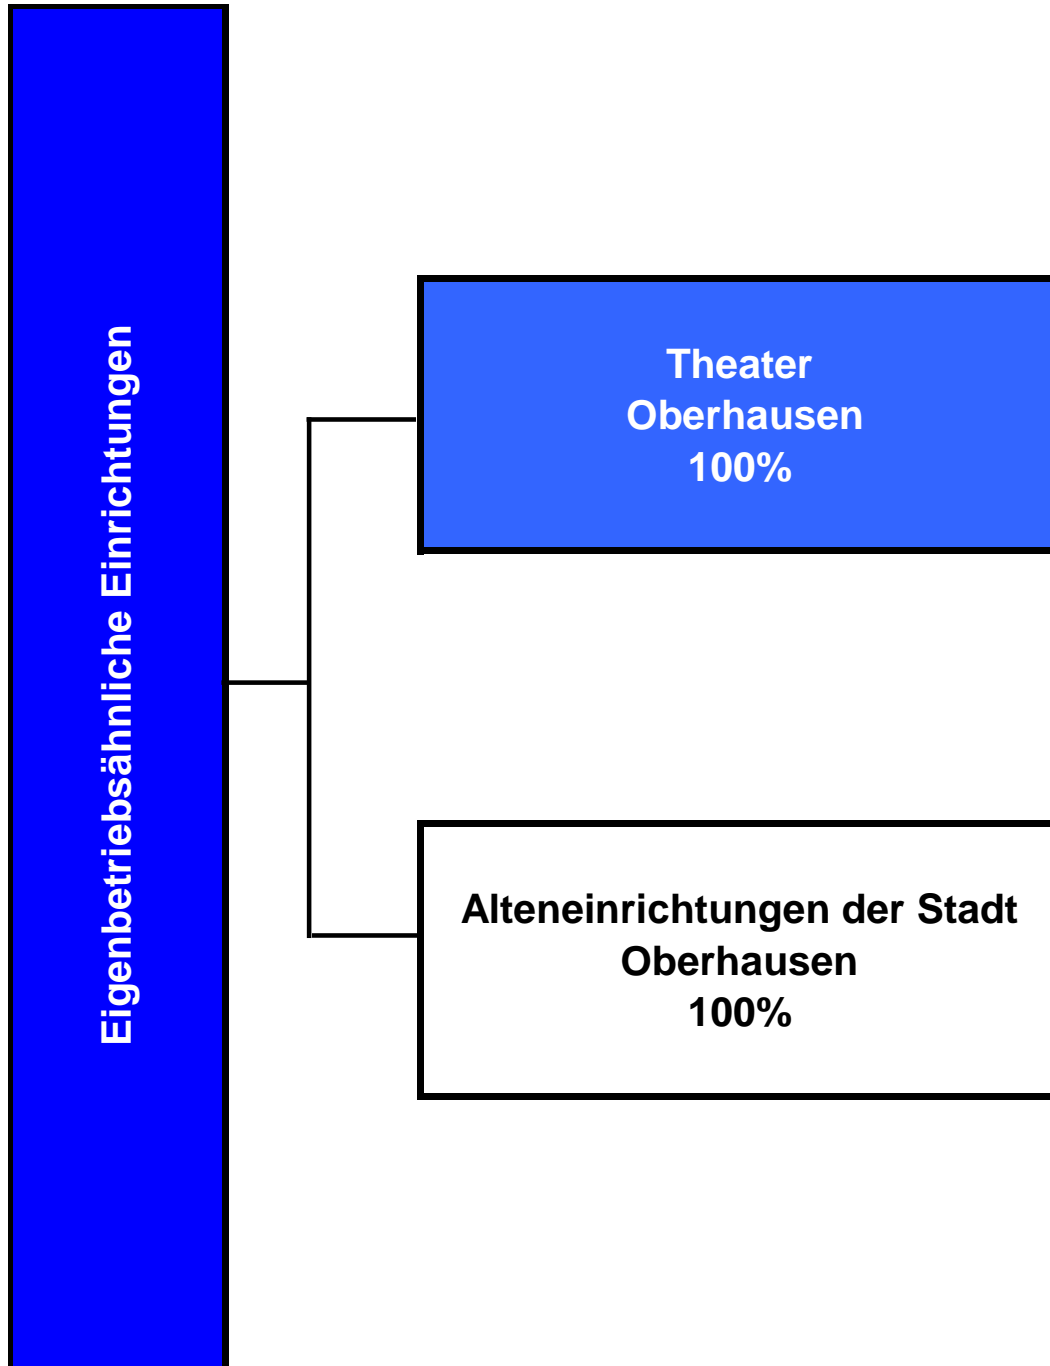 Eigenbetriebsähnliche Einrichtungen
Theater
Oberhausen
100%
Alteneinrichtungen der Stadt
Oberhausen
100%